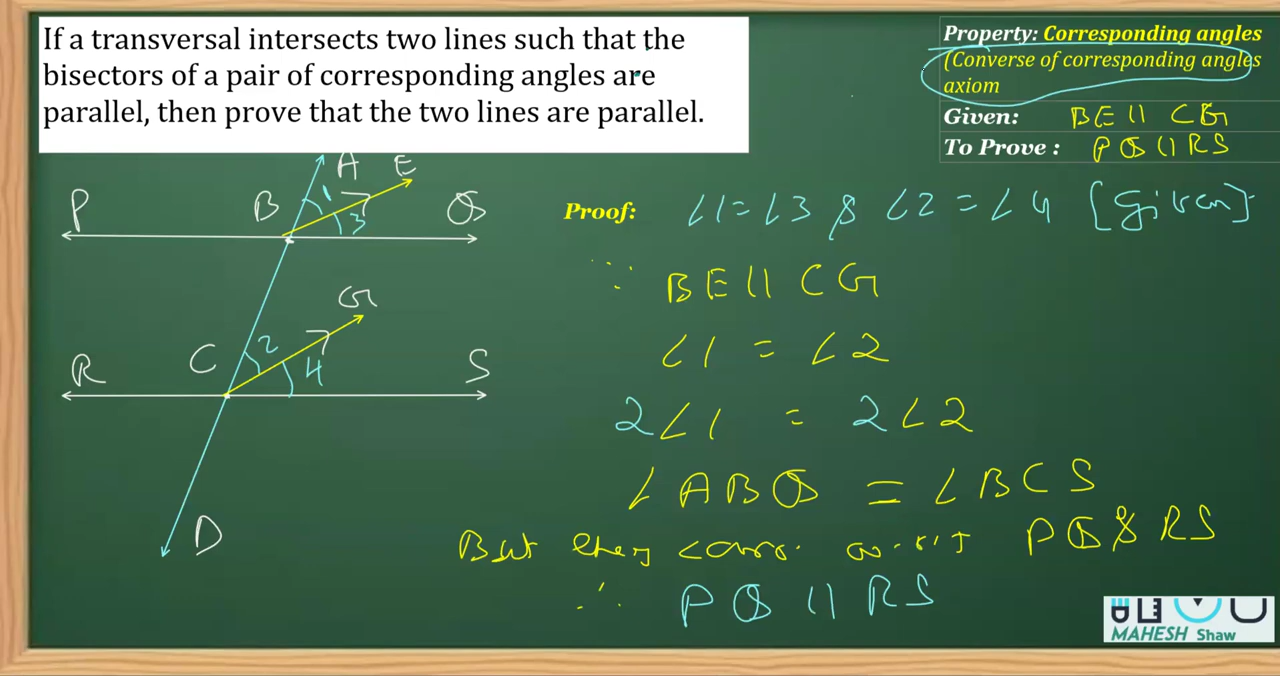 If a transversal intersects two lines such that the
bisectors of a pair of corresponding angles are
parallel, then prove that the two lines are parallel.
Property: Corresponding angles
(Converse of corresponding angles
axiom
Given: BE || CG
To Prove : PQ || RS
A E
P B 1 3 Q
G
R C 2 4 S
D
Proof: ∠1 = ∠3 & ∠2 = ∠4 [Given]
∵ BE || CG
∠1 = ∠2
2∠1 = 2∠2
∠ABQ = ∠BCS
But they corr. w.r.t PQ & RS
∴ PQ || RS
MAHESH Shaw